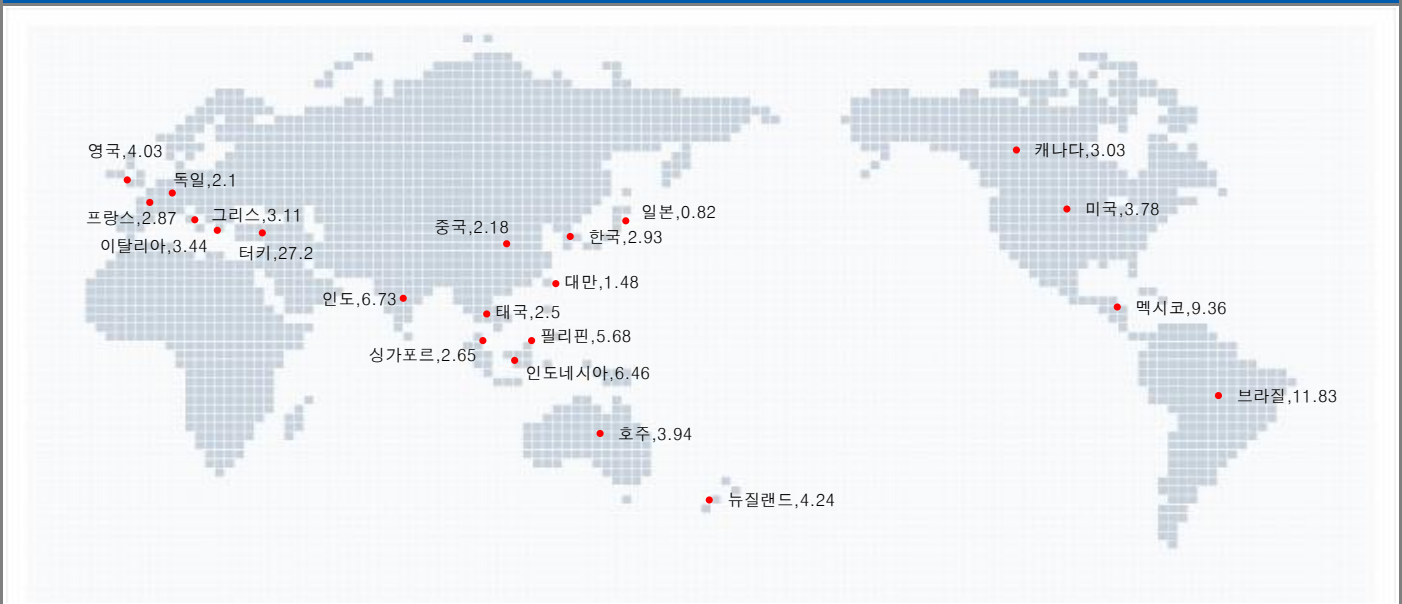 영국,4.03
독일,2.1
프랑스,2.87
그리스,3.11
이탈리아,3.44
터키,27.2
중국,2.18
일본,0.82
한국,2.93
대만,1.48
인도,6.73
태국,2.5
필리핀,5.68
싱가포르,2.65
인도네시아,6.46
호주,3.94
뉴질랜드,4.24
캐나다,3.03
미국,3.78
멕시코,9.36
브라질,11.83